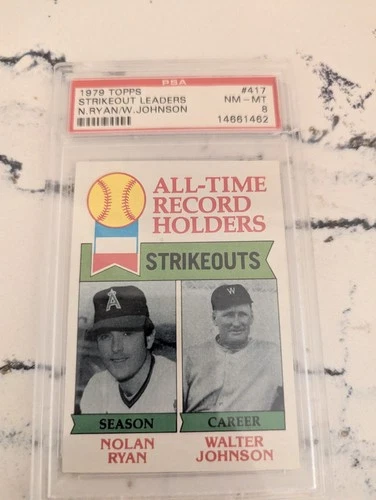 PSA
1979 TOPPS #417
STRIKEOUT LEADERS NM-MT
N.RYAN/W.JOHNSON 8
14661462
ALL-TIME
RECORD
HOLDERS
STRIKEOUTS
A
W
SEASON CAREER
NOLAN WALTER
RYAN JOHNSON